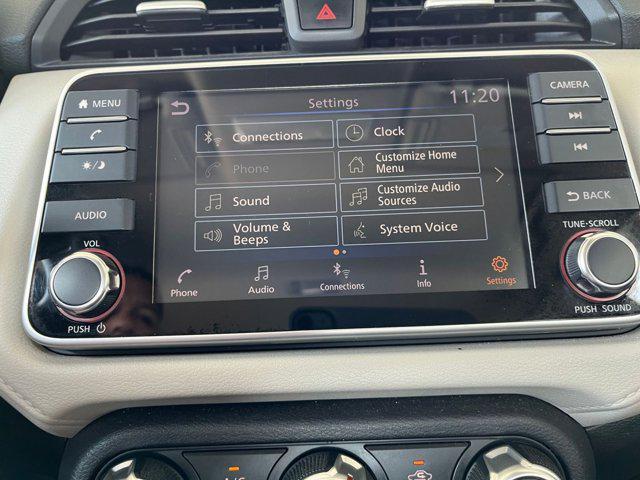 MENU
AUDIO
VOL
PUSH
Settings
11:20
Connections
Clock
Phone
Customize Home
Menu
Sound
Customize Audio
Sources
Volume &
Beeps
System Voice
Phone
Audio
Connections
Info
Settings
CAMERA
BACK
TUNE·SCROLL
PUSH SOUND
A/C